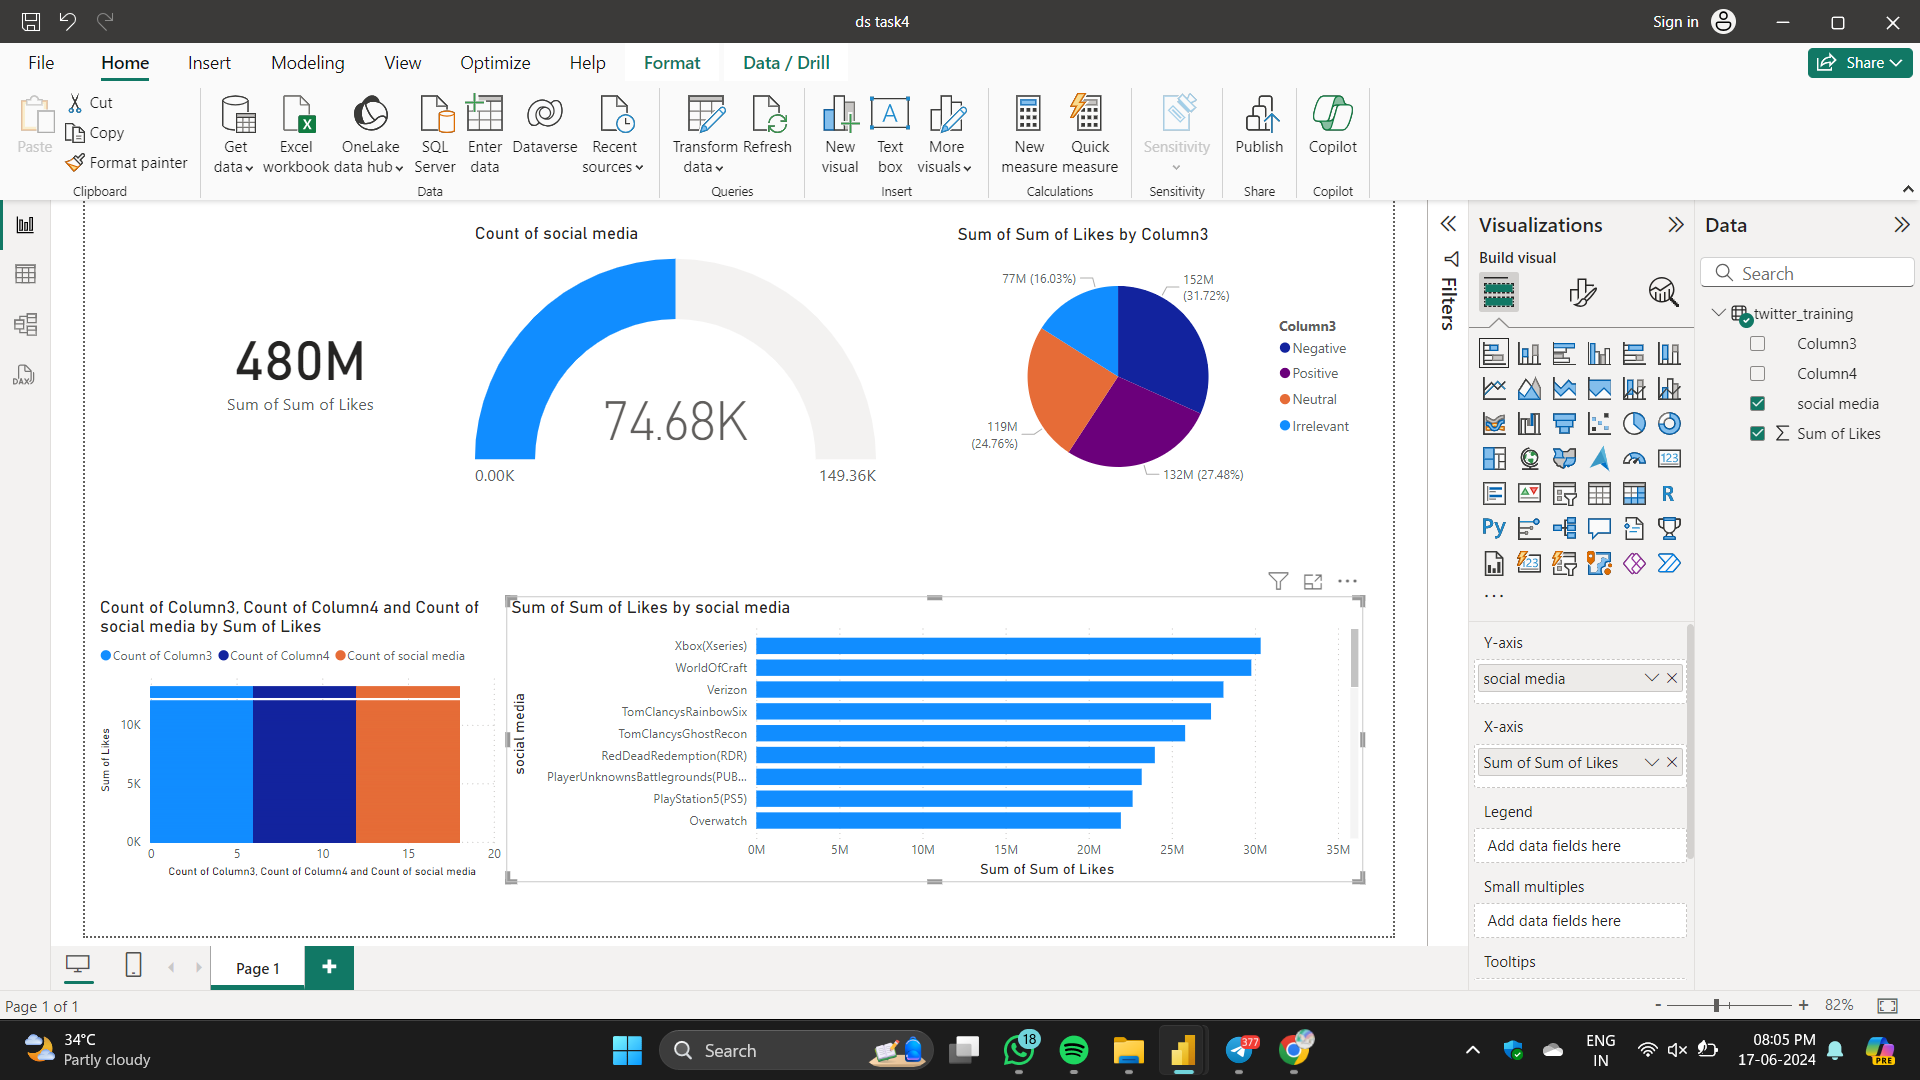 ds task4
Sign in
File Home Insert Modeling View Optimize Help Format Data / Drill
Share
Paste
Cut
Copy
Format painter
Clipboard
Get data
Excel workbook
OneLake data hub
SQL Server
Enter data
Dataverse
Recent sources
Data
Transform data
Refresh
Queries
New visual
Text box
More visuals
Insert
New measure
Quick measure
Calculations
Sensitivity
Sensitivity
Publish
Share
Copilot
Copilot
480M
Sum of Sum of Likes
Count of social media
74.68K
0.00K
149.36K
Sum of Sum of Likes by Column3
77M (16.03%)
152M
(31.72%)
119M
(24.76%)
132M (27.48%)
Column3
Negative
Positive
Neutral
Irrelevant
Count of Column3, Count of Column4 and Count of
social media by Sum of Likes
Count of Column3 Count of Column4 Count of social media
Sum of Likes
10K
5K
0K
0 5 10 15 20
Count of Column3, Count of Column4 and Count of social media
Sum of Sum of Likes by social media
social media
Xbox(Xseries)
WorldOfCraft
Verizon
TomClancysRainbowSix
TomClancysGhostRecon
RedDeadRedemption(RDR)
PlayerUnknownsBattlegrounds(PUB...
PlayStation5(PS5)
Overwatch
0M 5M 10M 15M 20M 25M 30M 35M
Sum of Sum of Likes
Filters
Visualizations
Build visual
123
R
Py
123
...
Y-axis
social media
X-axis
Sum of Sum of Likes
Legend
Add data fields here
Small multiples
Add data fields here
Tooltips
Data
Search
twitter_training
Column3
Column4
social media
Sum of Likes
DAX
Page 1
Page 1 of 1
- + 82%
34°C
Partly cloudy
Search
18
377
ENG
IN
08:05 PM
17-06-2024
PRE